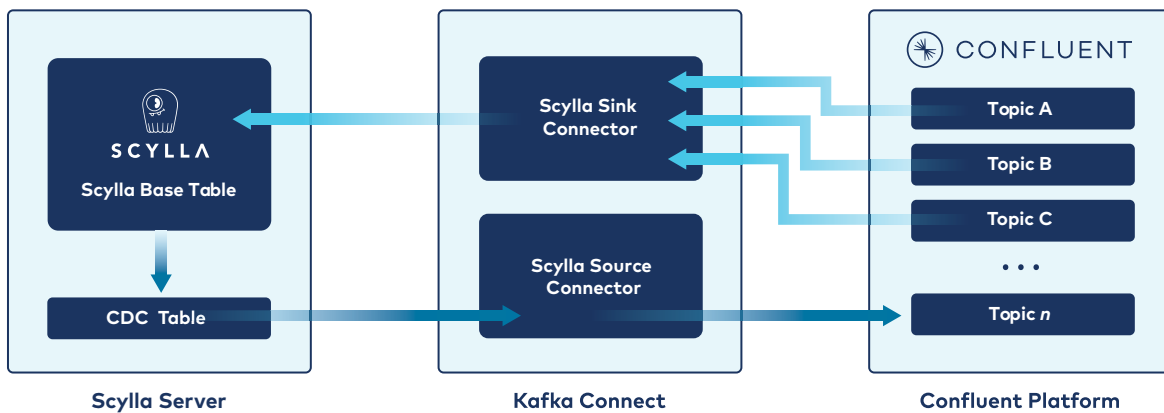 SCYLLA
Scylla Base Table
CDC Table
Scylla Server
Scylla Sink
Connector
Scylla Source
Connector
Kafka Connect
CONFLUENT
Topic A
Topic B
Topic C
...
Topic n
Confluent Platform